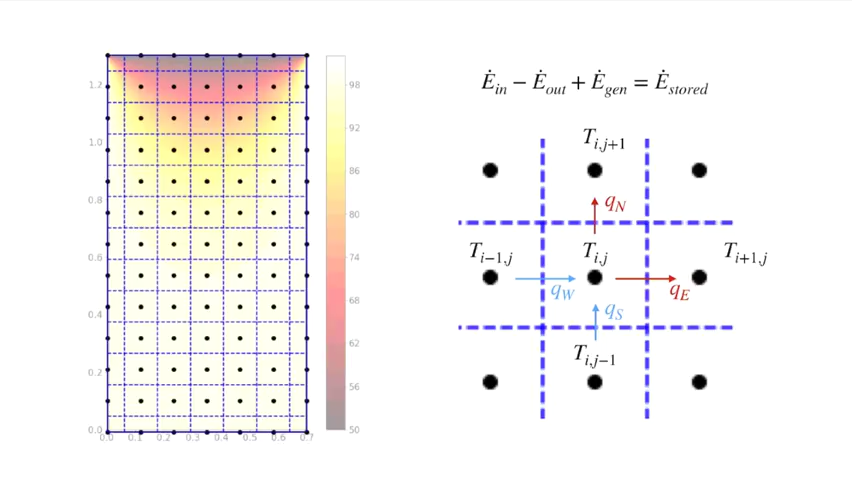 1.2
1.0
0.8
0.6
0.4
0.2
0.0
0.0 0.1 0.2 0.3 0.4 0.5 0.6 0.7
98
92
86
80
74
68
62
56
50
Ė_in − Ė_out + Ė_gen = Ė_stored
T_i,j+1
q_N
T_i−1,j T_i,j T_i+1,j
q_W q_E
q_S
T_i,j−1